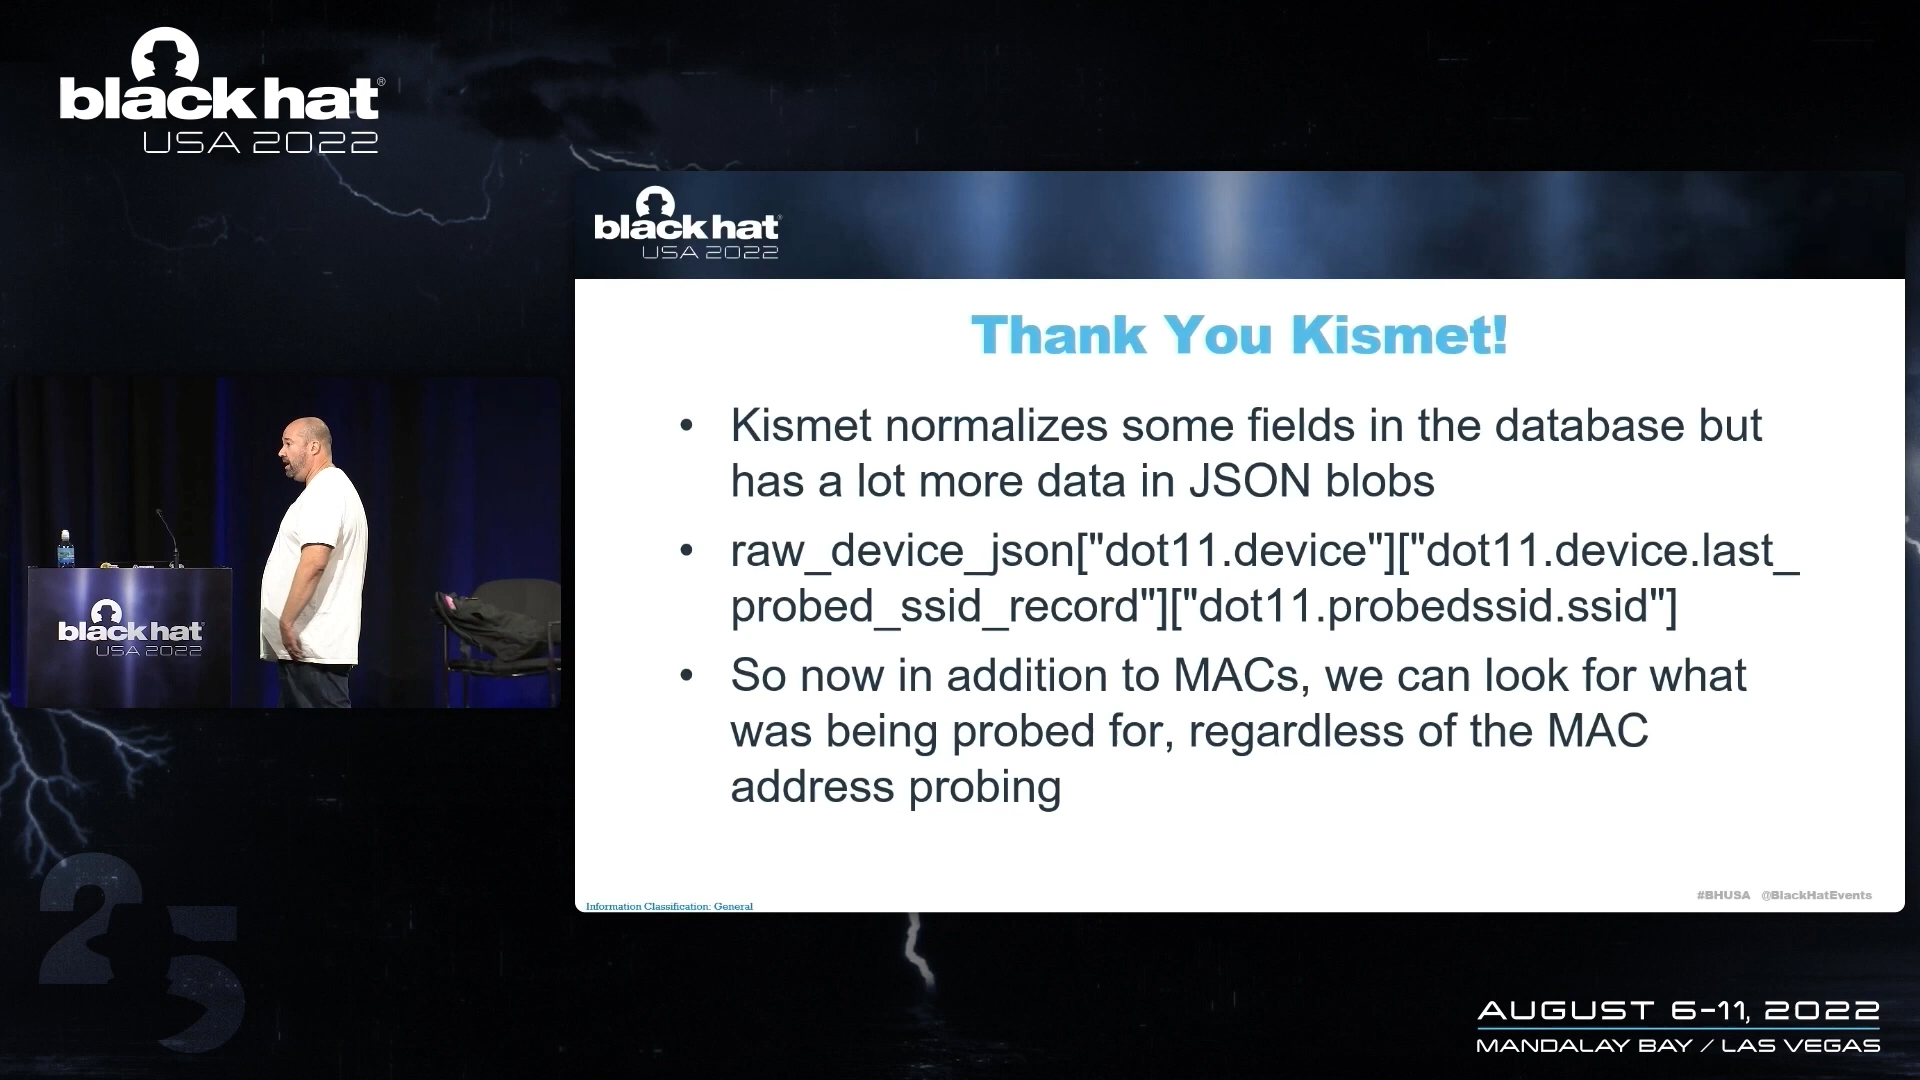 black hat®
USA 2022
black hat®
USA 2022
Thank You Kismet!
• Kismet normalizes some fields in the database but
has a lot more data in JSON blobs
• raw_device_json["dot11.device"]["dot11.device.last_
probed_ssid_record"]["dot11.probedssid.ssid"]
• So now in addition to MACs, we can look for what
was being probed for, regardless of the MAC
address probing
#BHUSA @BlackHatEvents
Information Classification: General
black hat
USA 2022
25
AUGUST 6-11, 2022
MANDALAY BAY / LAS VEGAS